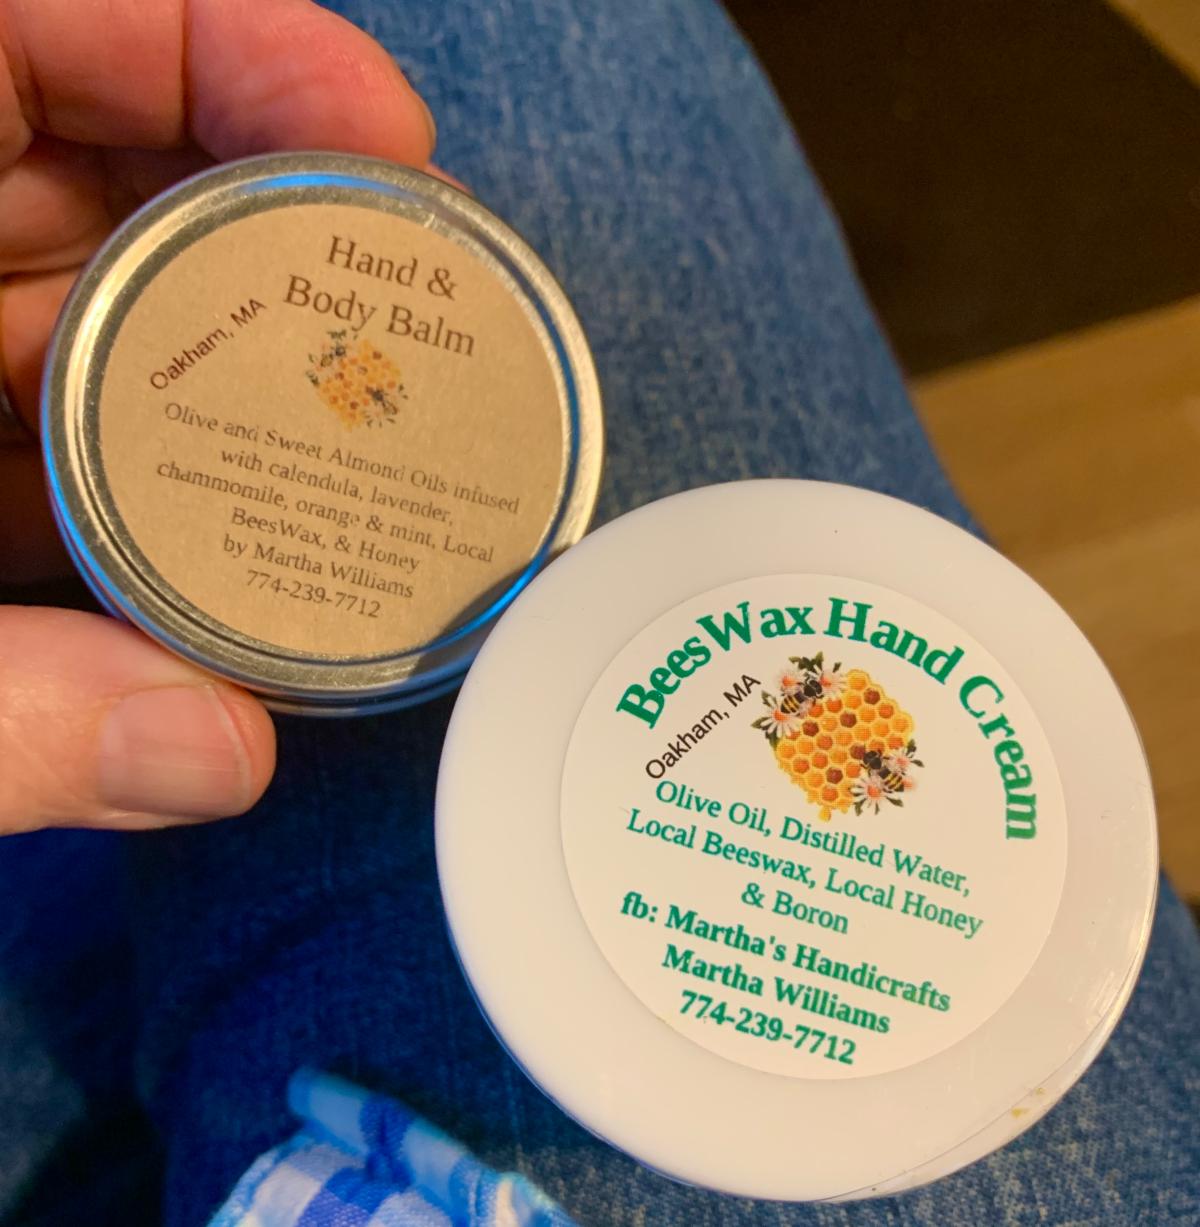 Hand &
Body Balm
Oakham, MA
Olive and Sweet Almond Oils infused
with calendula, lavender,
chammomile, orange & mint, Local
BeesWax, & Honey
by Martha Williams
774-239-7712
BeesWax Hand Cream
Oakham, MA
Olive Oil, Distilled Water,
Local Beeswax, Local Honey
& Boron
fb: Martha's Handicrafts
Martha Williams
774-239-7712